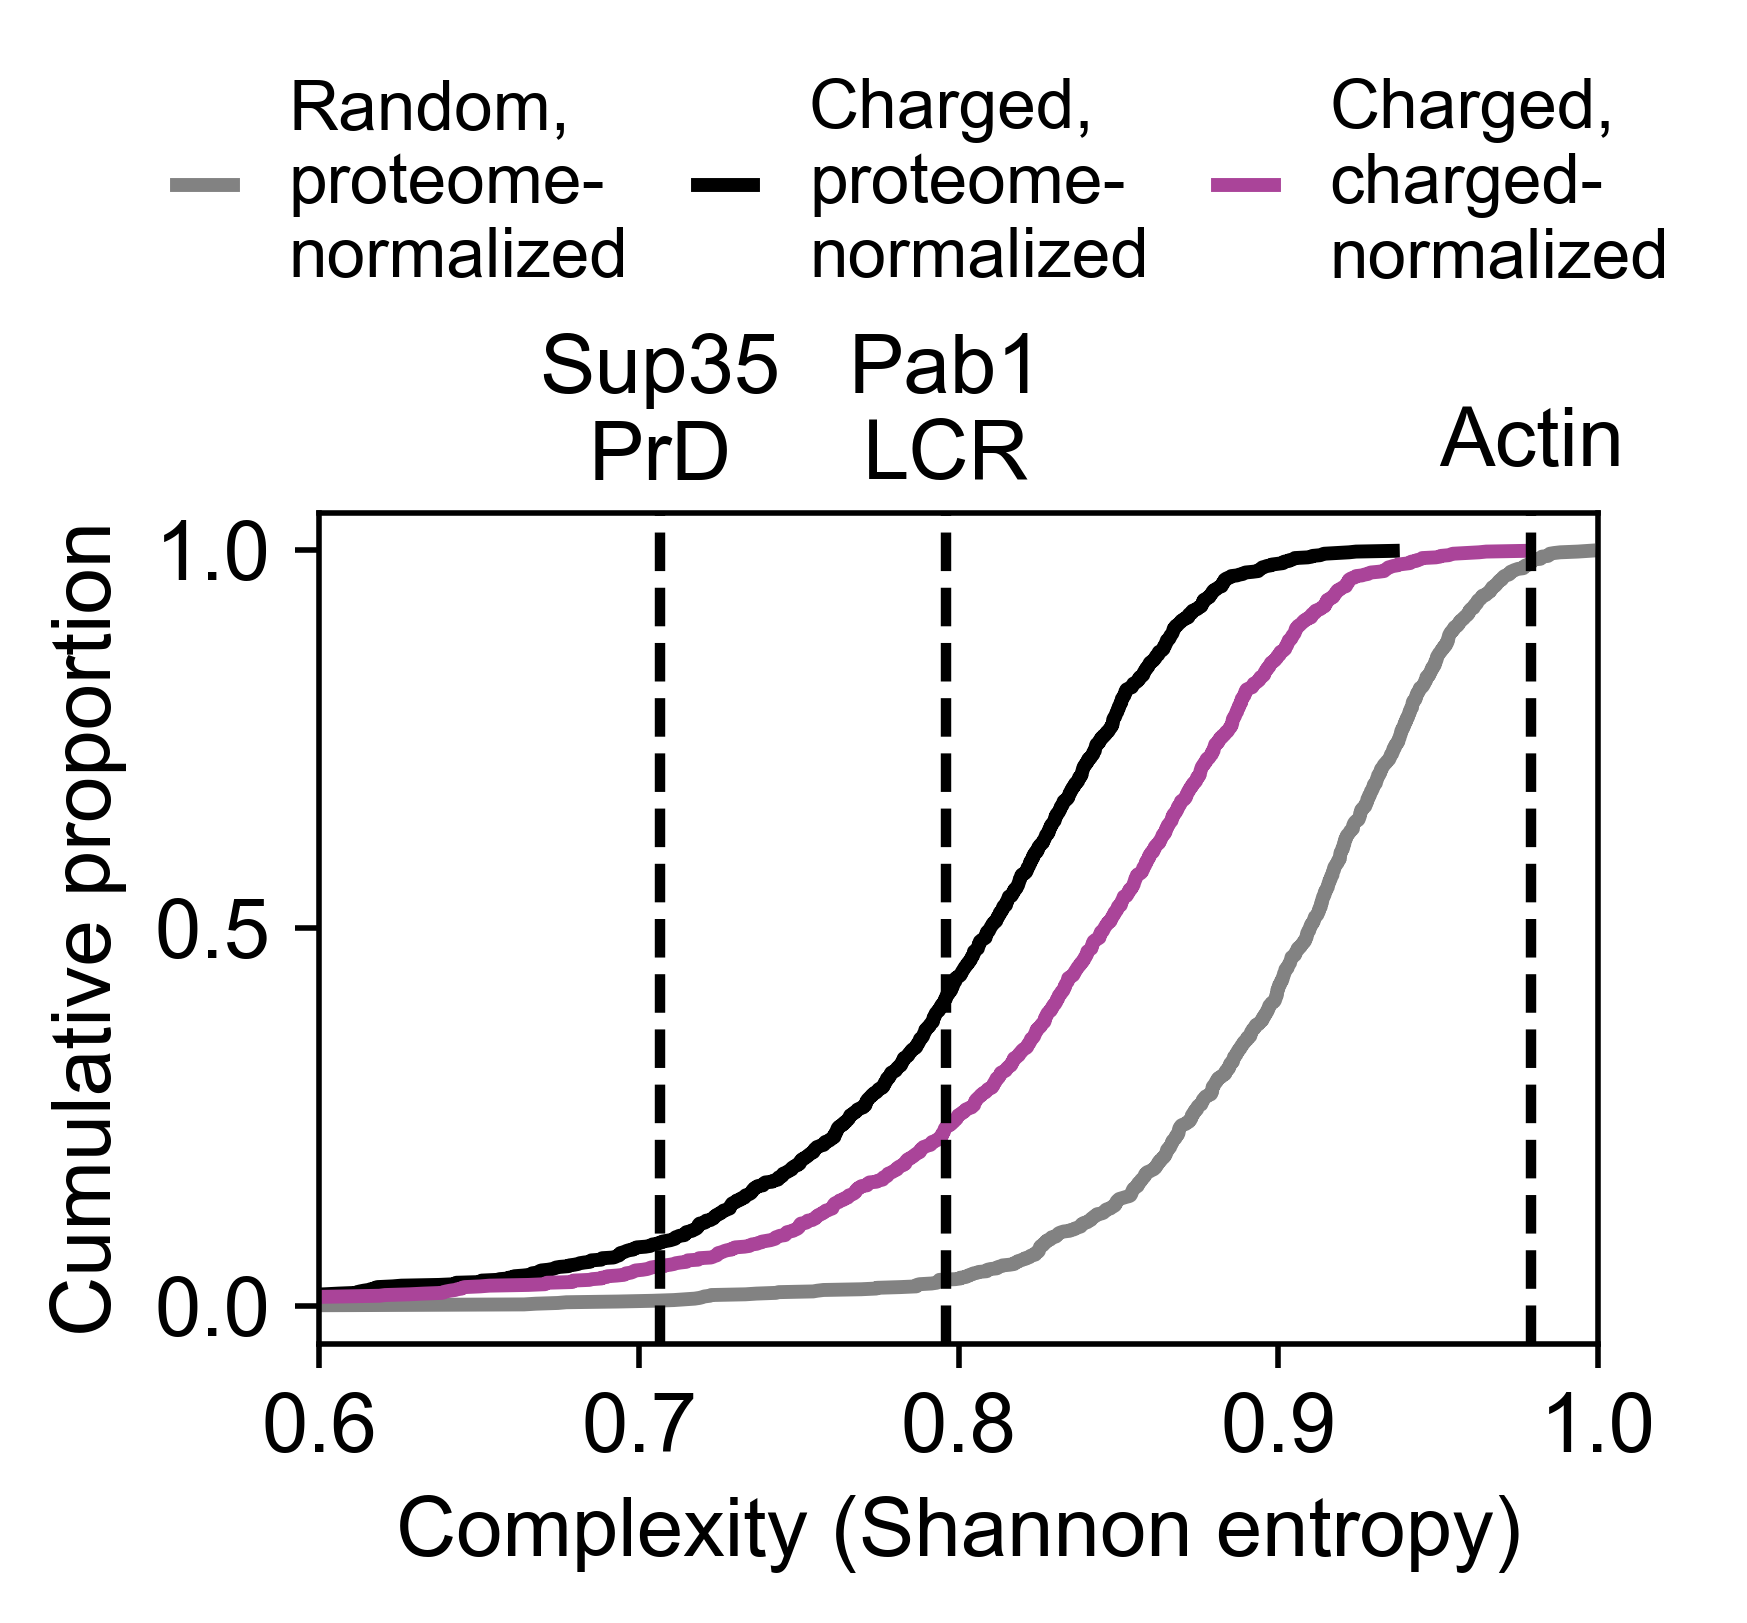 Random,
proteome-
normalized
Charged,
proteome-
normalized
Charged,
charged-
normalized
Sup35
PrD
Pab1
LCR
Actin
1.0
0.5
0.0
Cumulative proportion
0.6
0.7
0.8
0.9
1.0
Complexity (Shannon entropy)